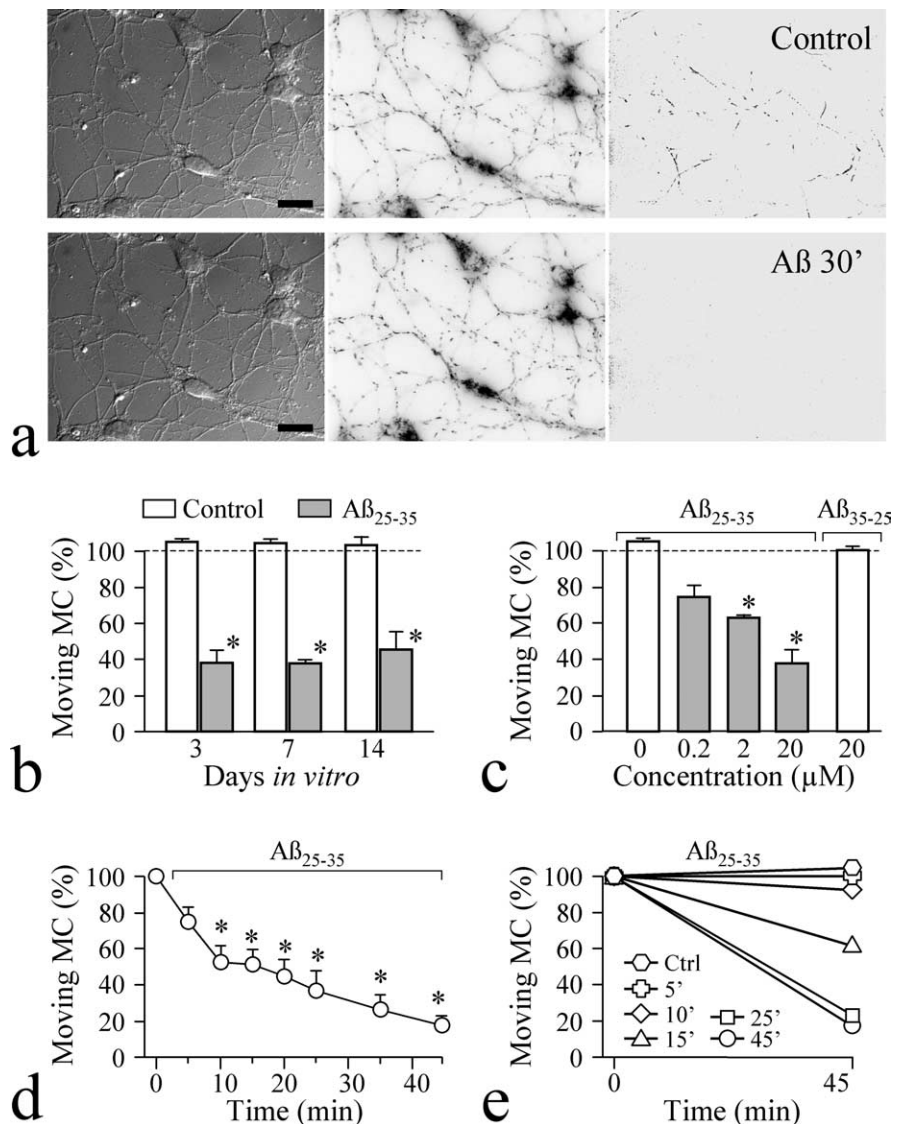 Control
Aß 30’
a
Control Aß25-35
Moving MC (%)
100
80
60
40
20
0
*
*
*
3 7 14
Days in vitro
b
Aß25-35 Aß35-25
Moving MC (%)
100
80
60
40
20
0
*
*
0 0.2 2 20 20
Concentration (µM)
c
Aß25-35
Moving MC (%)
100
80
60
40
20
0
* * * * * *
0 10 20 30 40
Time (min)
d
Aß25-35
Moving MC (%)
100
80
60
40
20
0
Ctrl
5’
10’ 25’
15’ 45’
0 45
Time (min)
e